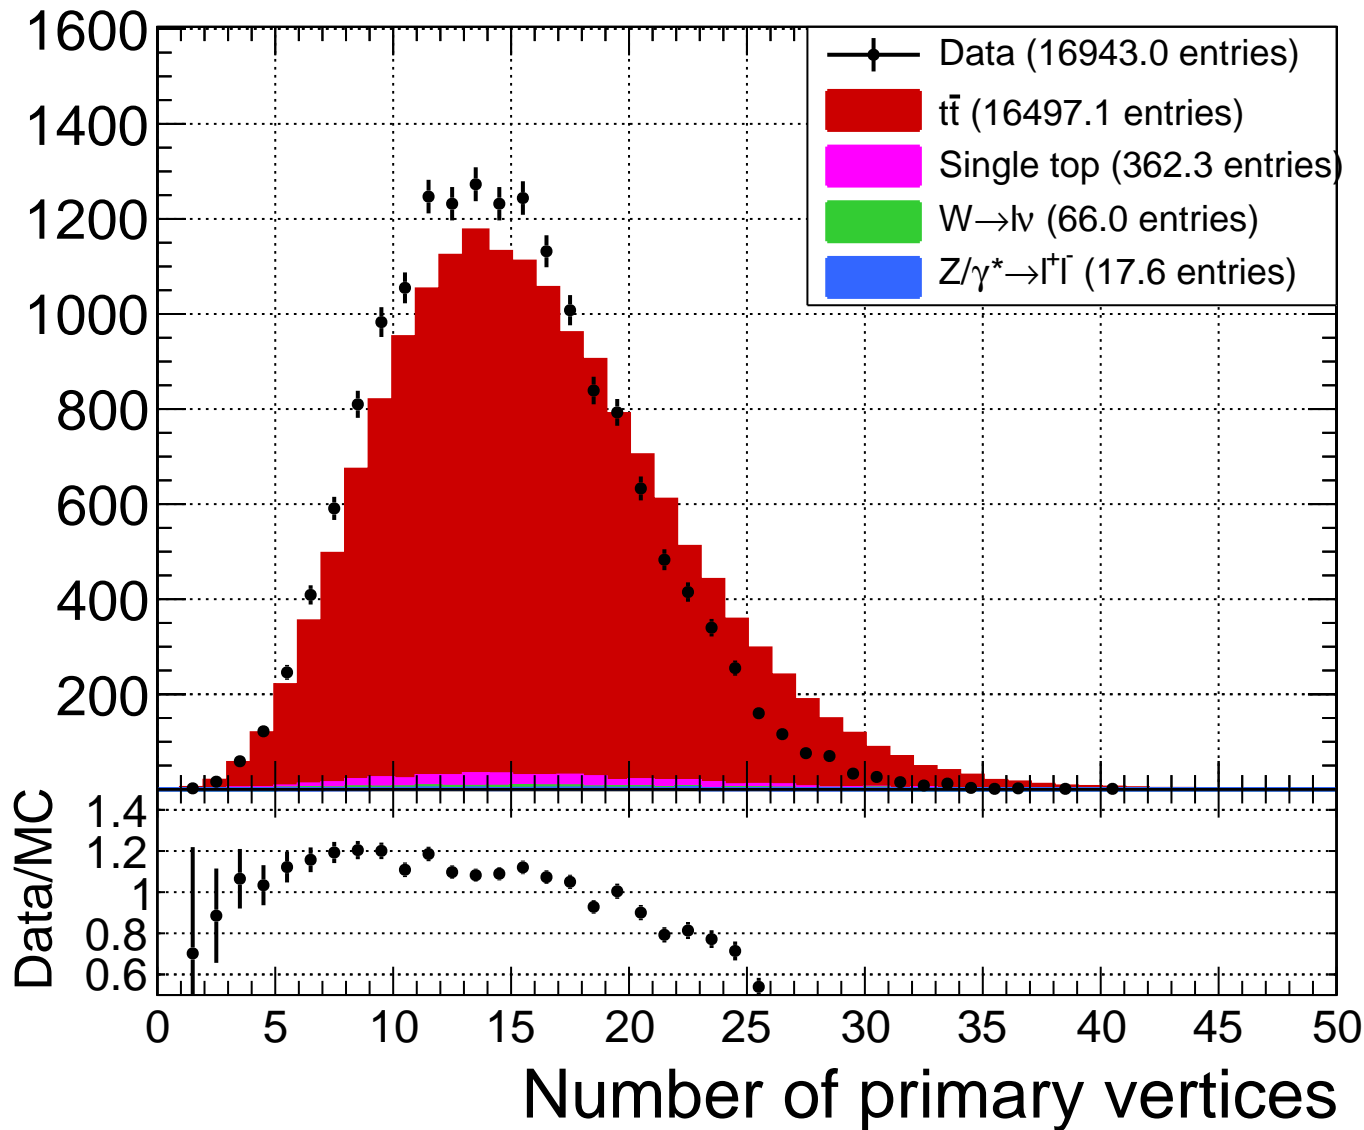 1600
1400
1200
1000
800
600
400
200
Data (16943.0 entries)
tt̄ (16497.1 entries)
Single top (362.3 entries)
W→lν (66.0 entries)
Z/γ*→l⁺l⁻ (17.6 entries)
Data/MC
1.4
1.2
1
0.8
0.6
0 5 10 15 20 25 30 35 40 45 50
Number of primary vertices